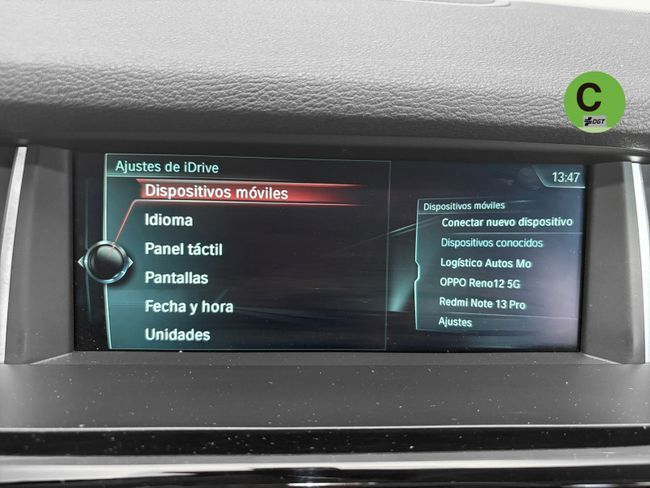 C
DGT
Ajustes de iDrive
13:47
Dispositivos móviles
Idioma
Panel táctil
Pantallas
Fecha y hora
Unidades
Dispositivos móviles
Conectar nuevo dispositivo
Dispositivos conocidos
Logístico Autos Mo
OPPO Reno12 5G
Redmi Note 13 Pro
Ajustes